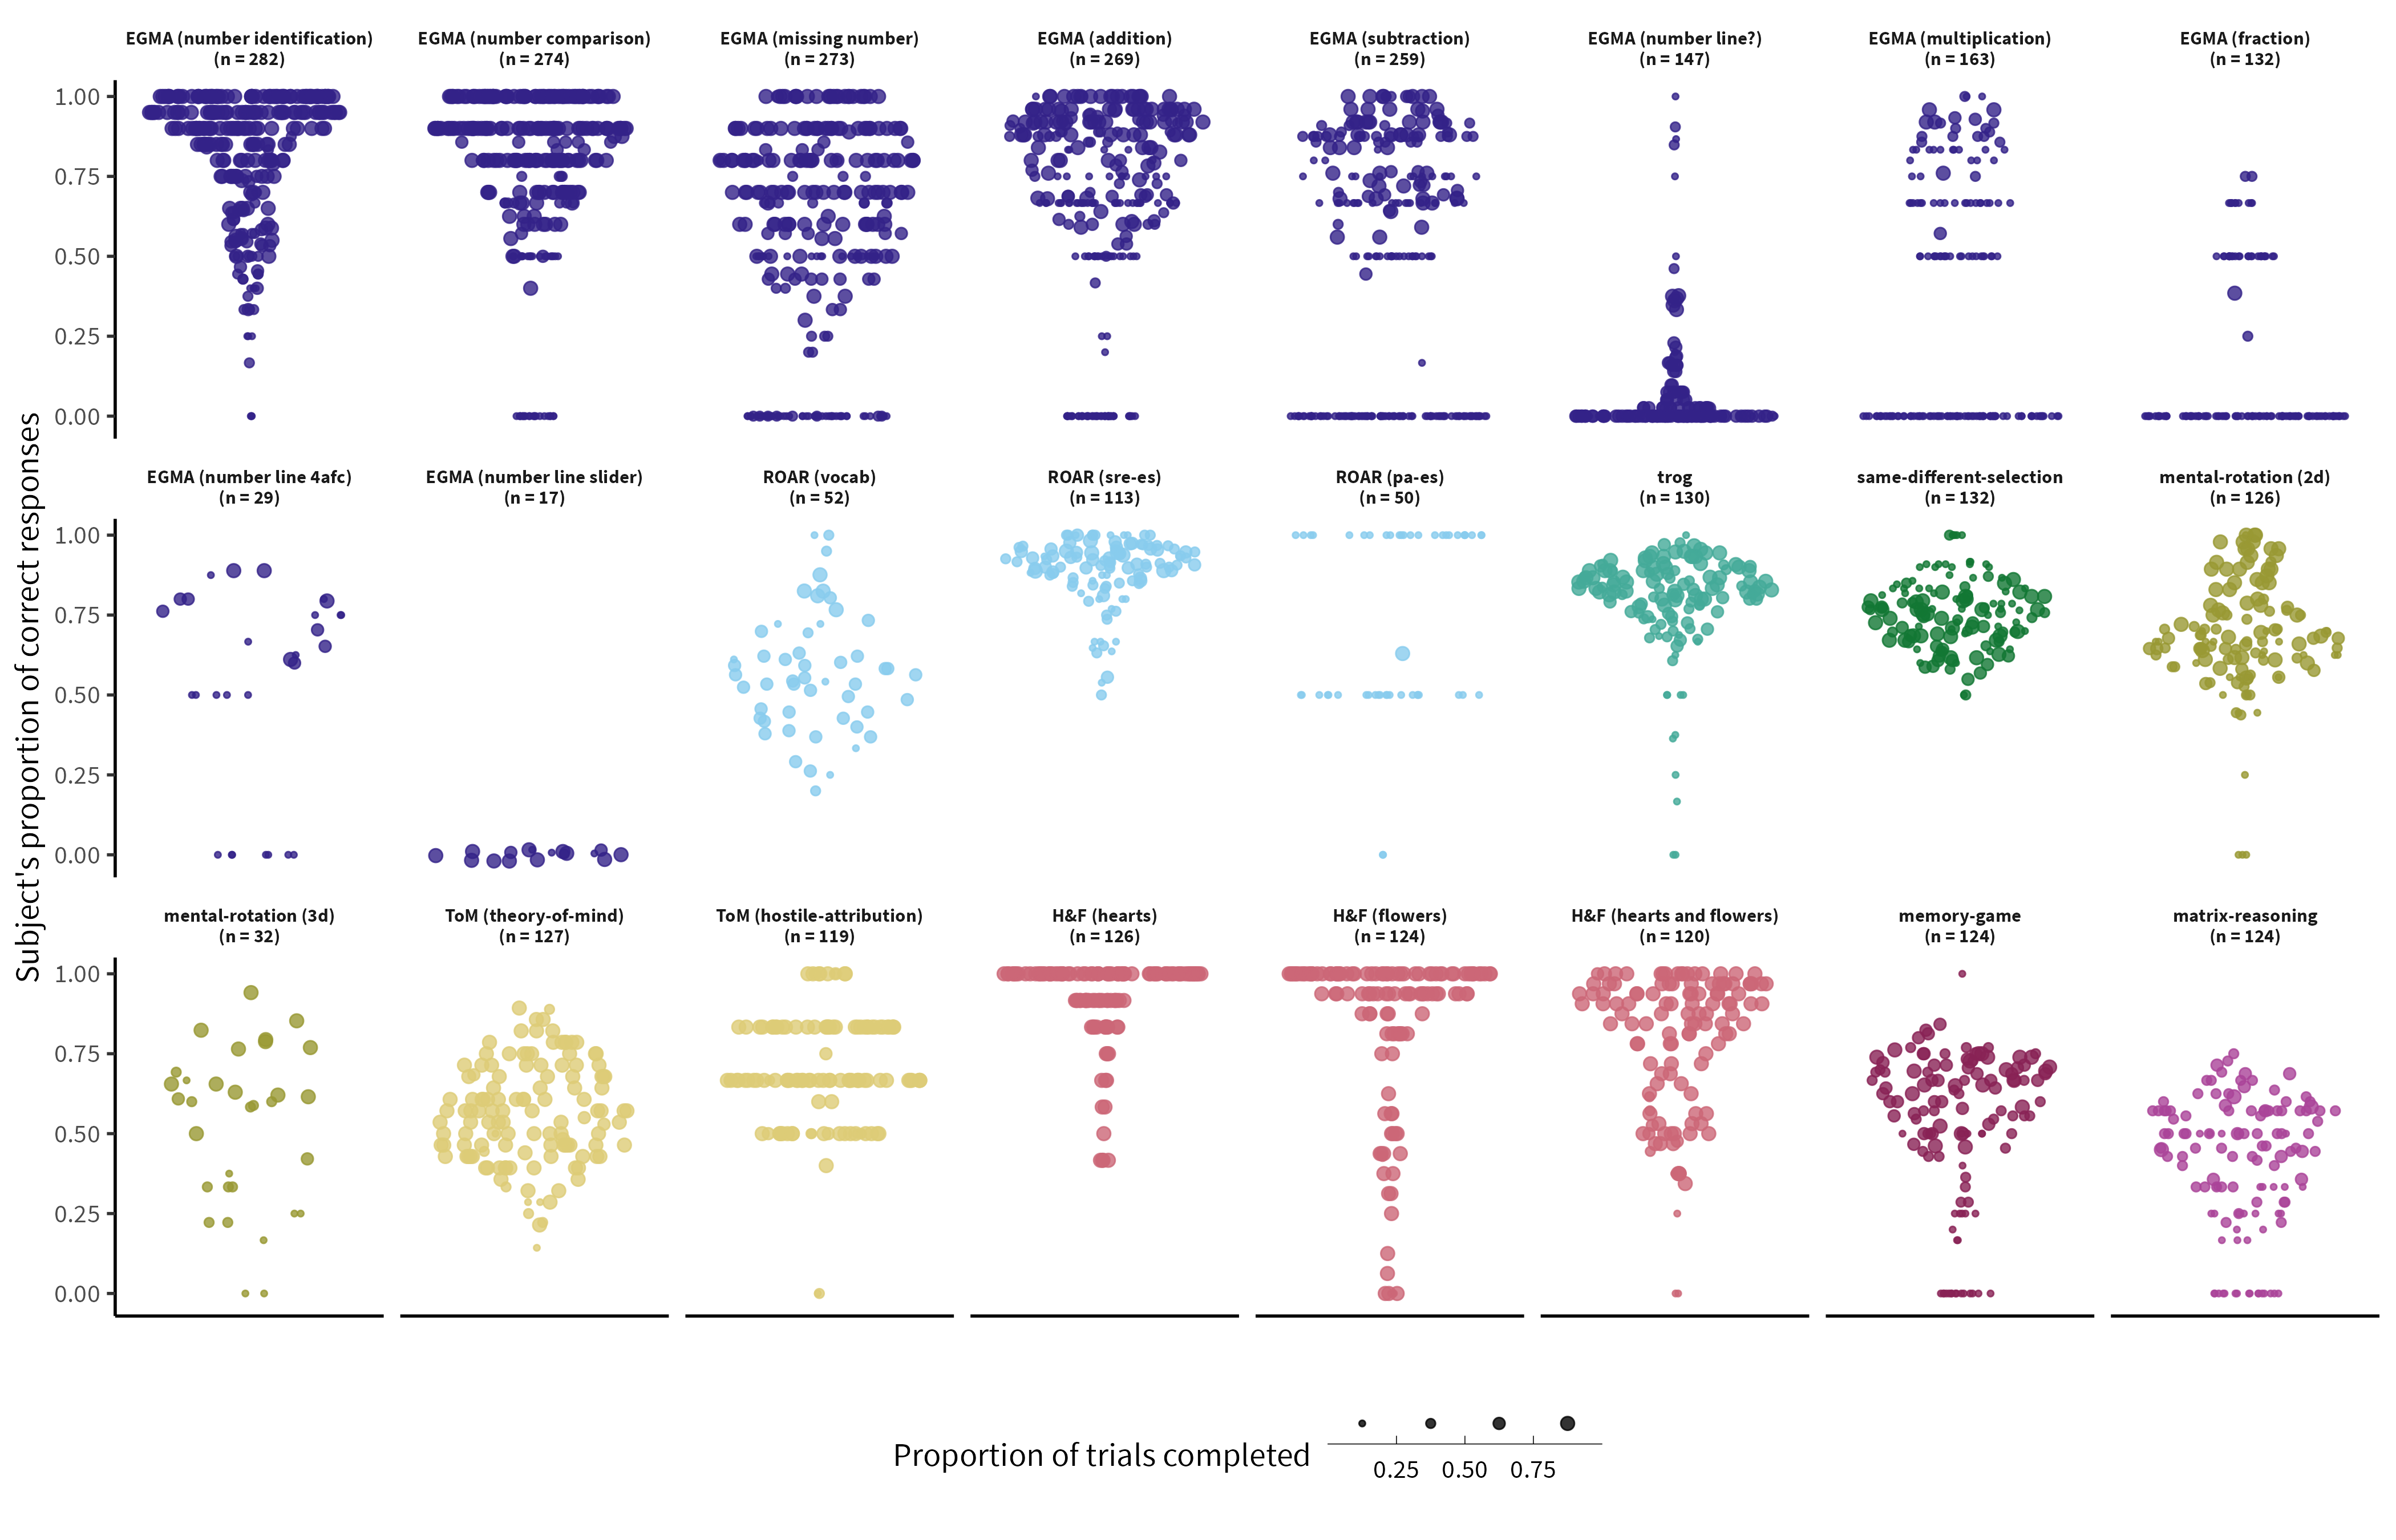 EGMA (number identification)
(n = 282)
EGMA (number comparison)
(n = 274)
EGMA (missing number)
(n = 273)
EGMA (addition)
(n = 269)
EGMA (subtraction)
(n = 259)
EGMA (number line?)
(n = 147)
EGMA (multiplication)
(n = 163)
EGMA (fraction)
(n = 132)
1.00
0.75
0.50
0.25
0.00
EGMA (number line 4afc)
(n = 29)
EGMA (number line slider)
(n = 17)
ROAR (vocab)
(n = 52)
ROAR (sre-es)
(n = 113)
ROAR (pa-es)
(n = 50)
trog
(n = 130)
same-different-selection
(n = 132)
mental-rotation (2d)
(n = 126)
1.00
0.75
0.50
0.25
0.00
Subject's proportion of correct responses
mental-rotation (3d)
(n = 32)
ToM (theory-of-mind)
(n = 127)
ToM (hostile-attribution)
(n = 119)
H&F (hearts)
(n = 126)
H&F (flowers)
(n = 124)
H&F (hearts and flowers)
(n = 120)
memory-game
(n = 124)
matrix-reasoning
(n = 124)
1.00
0.75
0.50
0.25
0.00
Proportion of trials completed
0.25 0.50 0.75